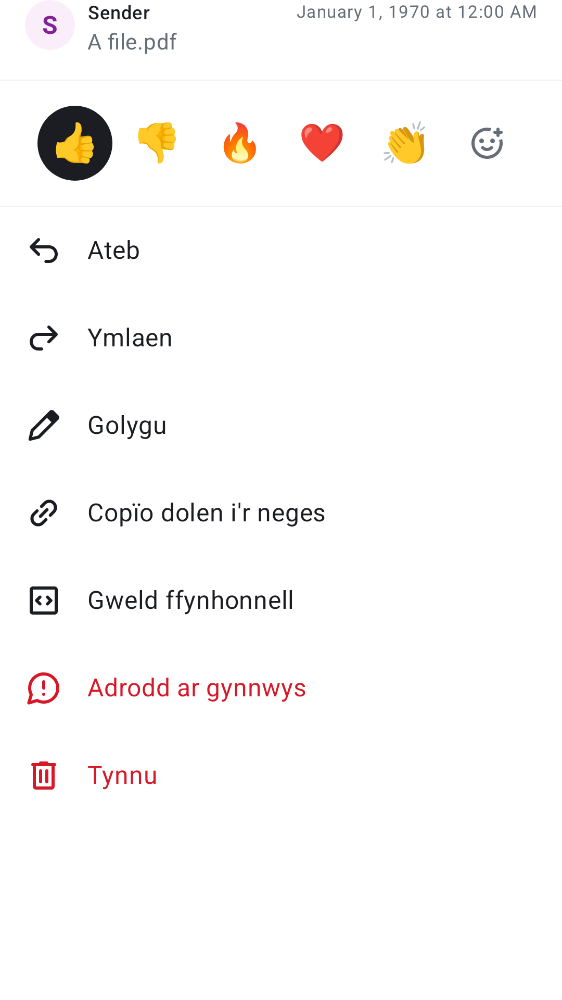 S
Sender
January 1, 1970 at 12:00 AM
A file.pdf
Ateb
Ymlaen
Golygu
Copïo dolen i'r neges
Gweld ffynhonnell
Adrodd ar gynnwys
Tynnu